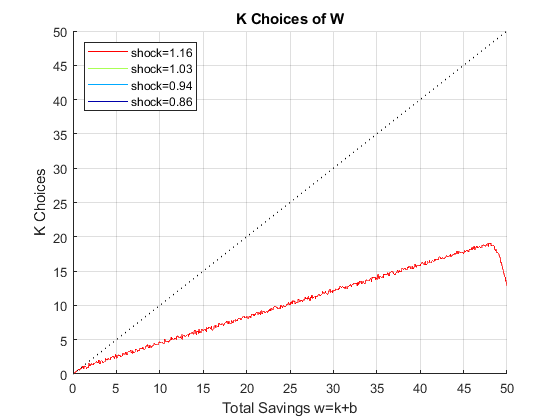 K Choices of W
shock=1.16
shock=1.03
shock=0.94
shock=0.86
50
45
40
35
30
25
20
15
10
5
0
K Choices
0 5 10 15 20 25 30 35 40 45 50
Total Savings w=k+b